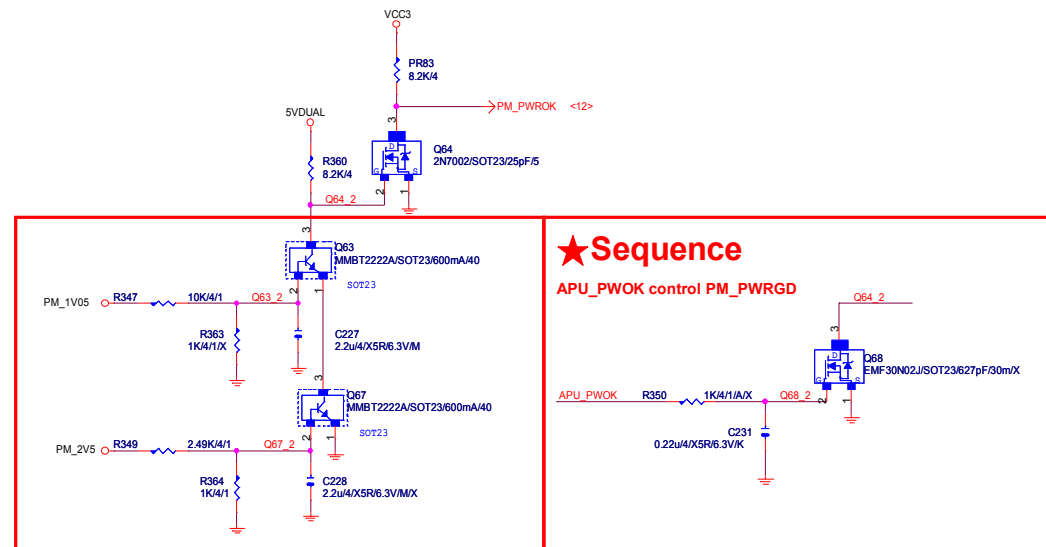 VCC3
PR83
8.2K/4
PM_PWROK <12>
5VDUAL
3
D
G
S
Q64
2N7002/SOT23/25pF/5
R360
8.2K/4
2
1
Q64_2
3
Q63
MMBT2222A/SOT23/600mA/40
SOT23
2
1
PM_1V05
R347
10K/4/1
Q63_2
R363
1K/4/1/X
C227
2.2u/4/X5R/6.3V/M
3
Q67
MMBT2222A/SOT23/600mA/40
SOT23
2
1
PM_2V5
R349
2.49K/4/1
Q67_2
R364
1K/4/1
C228
2.2u/4/X5R/6.3V/M/X
★Sequence
APU_PWOK control PM_PWRGD
Q64_2
3
D
G
S
Q68
EMF30N02J/SOT23/627pF/30m/X
2
1
APU_PWOK
R350
1K/4/1/A/X
Q68_2
C231
0.22u/4/X5R/6.3V/K